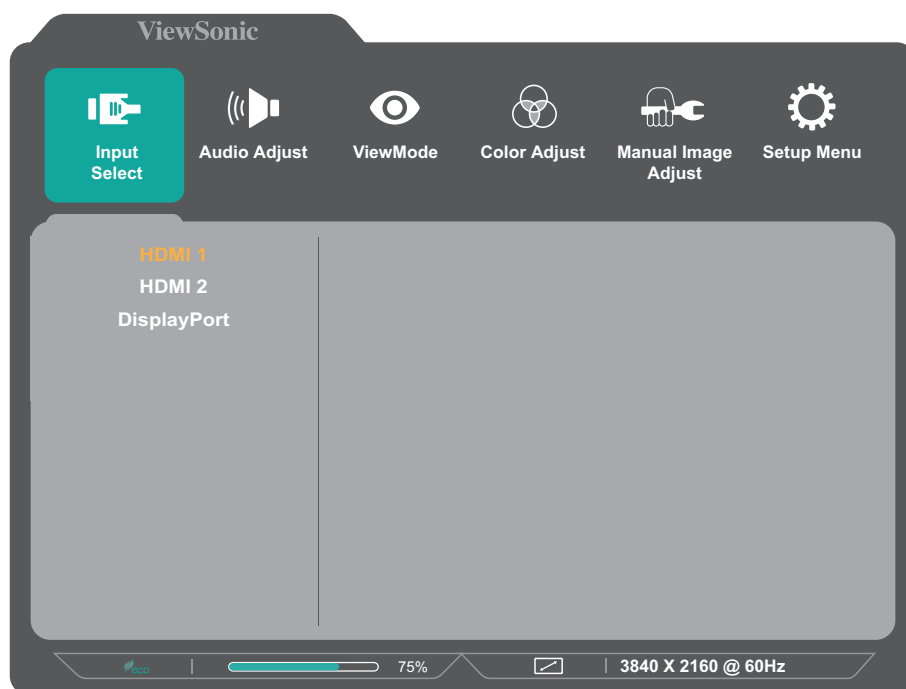 ViewSonic
Input
Select
Audio Adjust
ViewMode
Color Adjust
Manual Image
Adjust
Setup Menu
HDMI 1
HDMI 2
DisplayPort
eco
75%
3840 X 2160 @ 60Hz